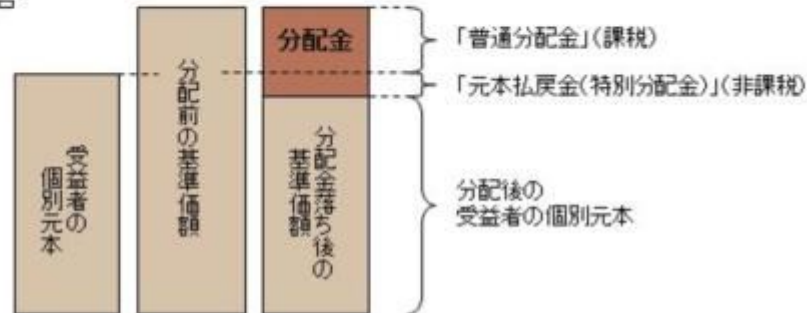 受益者の
個別元本
分配前の基準価額
分配金
分配金落ち後の
基準価額
「普通分配金」(課税)
「元本払戻金(特別分配金)」(非課税)
分配後の
受益者の個別元本